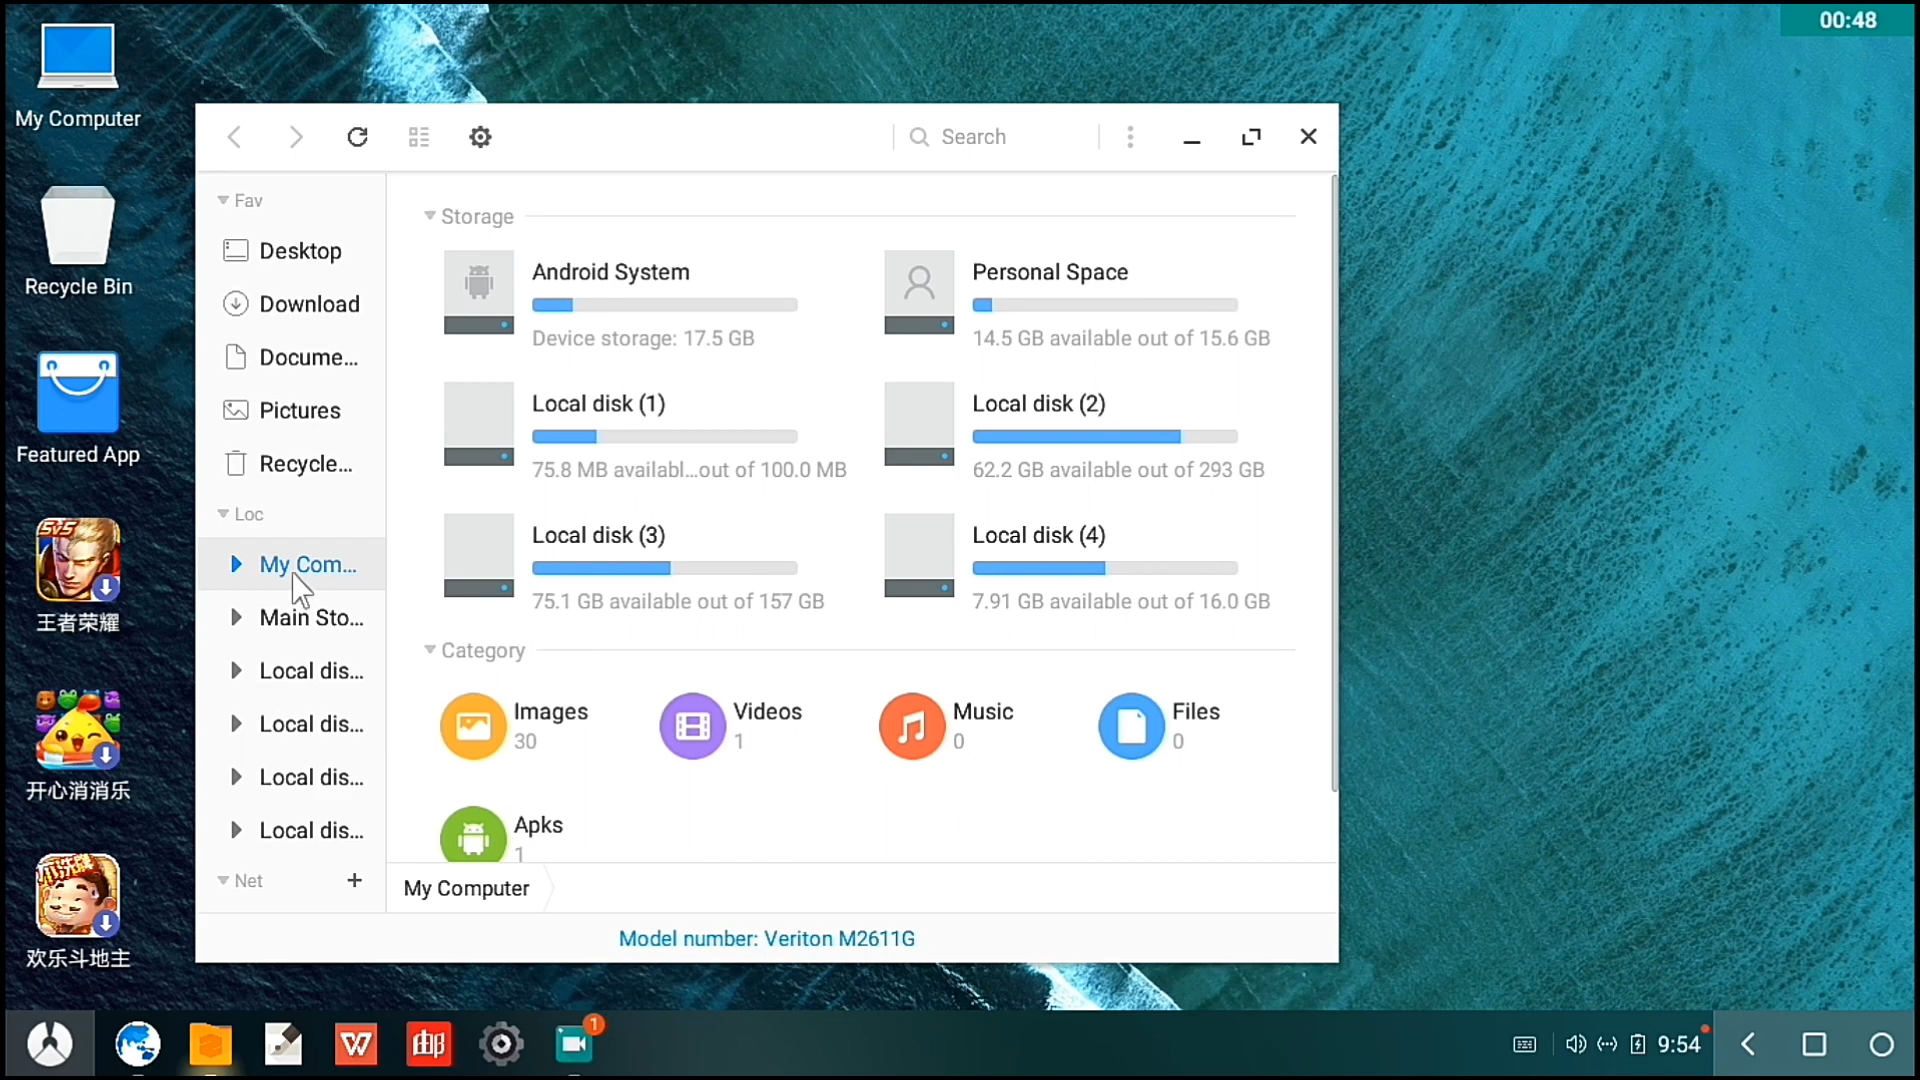 00:48
My Computer
Recycle Bin
Featured App
5v5
王者荣耀
开心消消乐
欢乐斗地主
Search
Fav
Desktop
Download
Docume...
Pictures
Recycle...
Loc
My Com...
Main Sto...
Local dis...
Local dis...
Local dis...
Local dis...
Net +
Storage
Android System
Device storage: 17.5 GB
Personal Space
14.5 GB available out of 15.6 GB
Local disk (1)
75.8 MB availabl...out of 100.0 MB
Local disk (2)
62.2 GB available out of 293 GB
Local disk (3)
75.1 GB available out of 157 GB
Local disk (4)
7.91 GB available out of 16.0 GB
Category
Images
30
Videos
1
Music
0
Files
0
Apks
1
My Computer
Model number: Veriton M2611G
W
邮
1
9:54